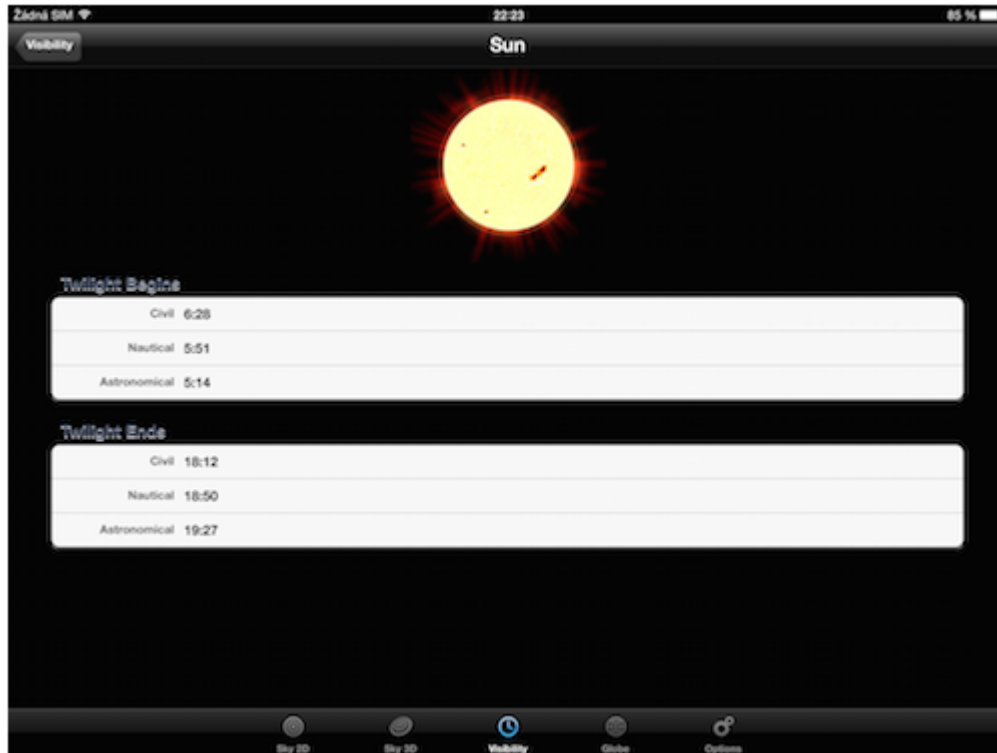 Žádná SIM 22:23 85 %
Visibility Sun
Twilight Begins
Civil 6:28
Nautical 5:51
Astronomical 5:14
Twilight Ends
Civil 18:12
Nautical 18:50
Astronomical 19:27
Sky 2D Sky 3D Visibility Globe Options